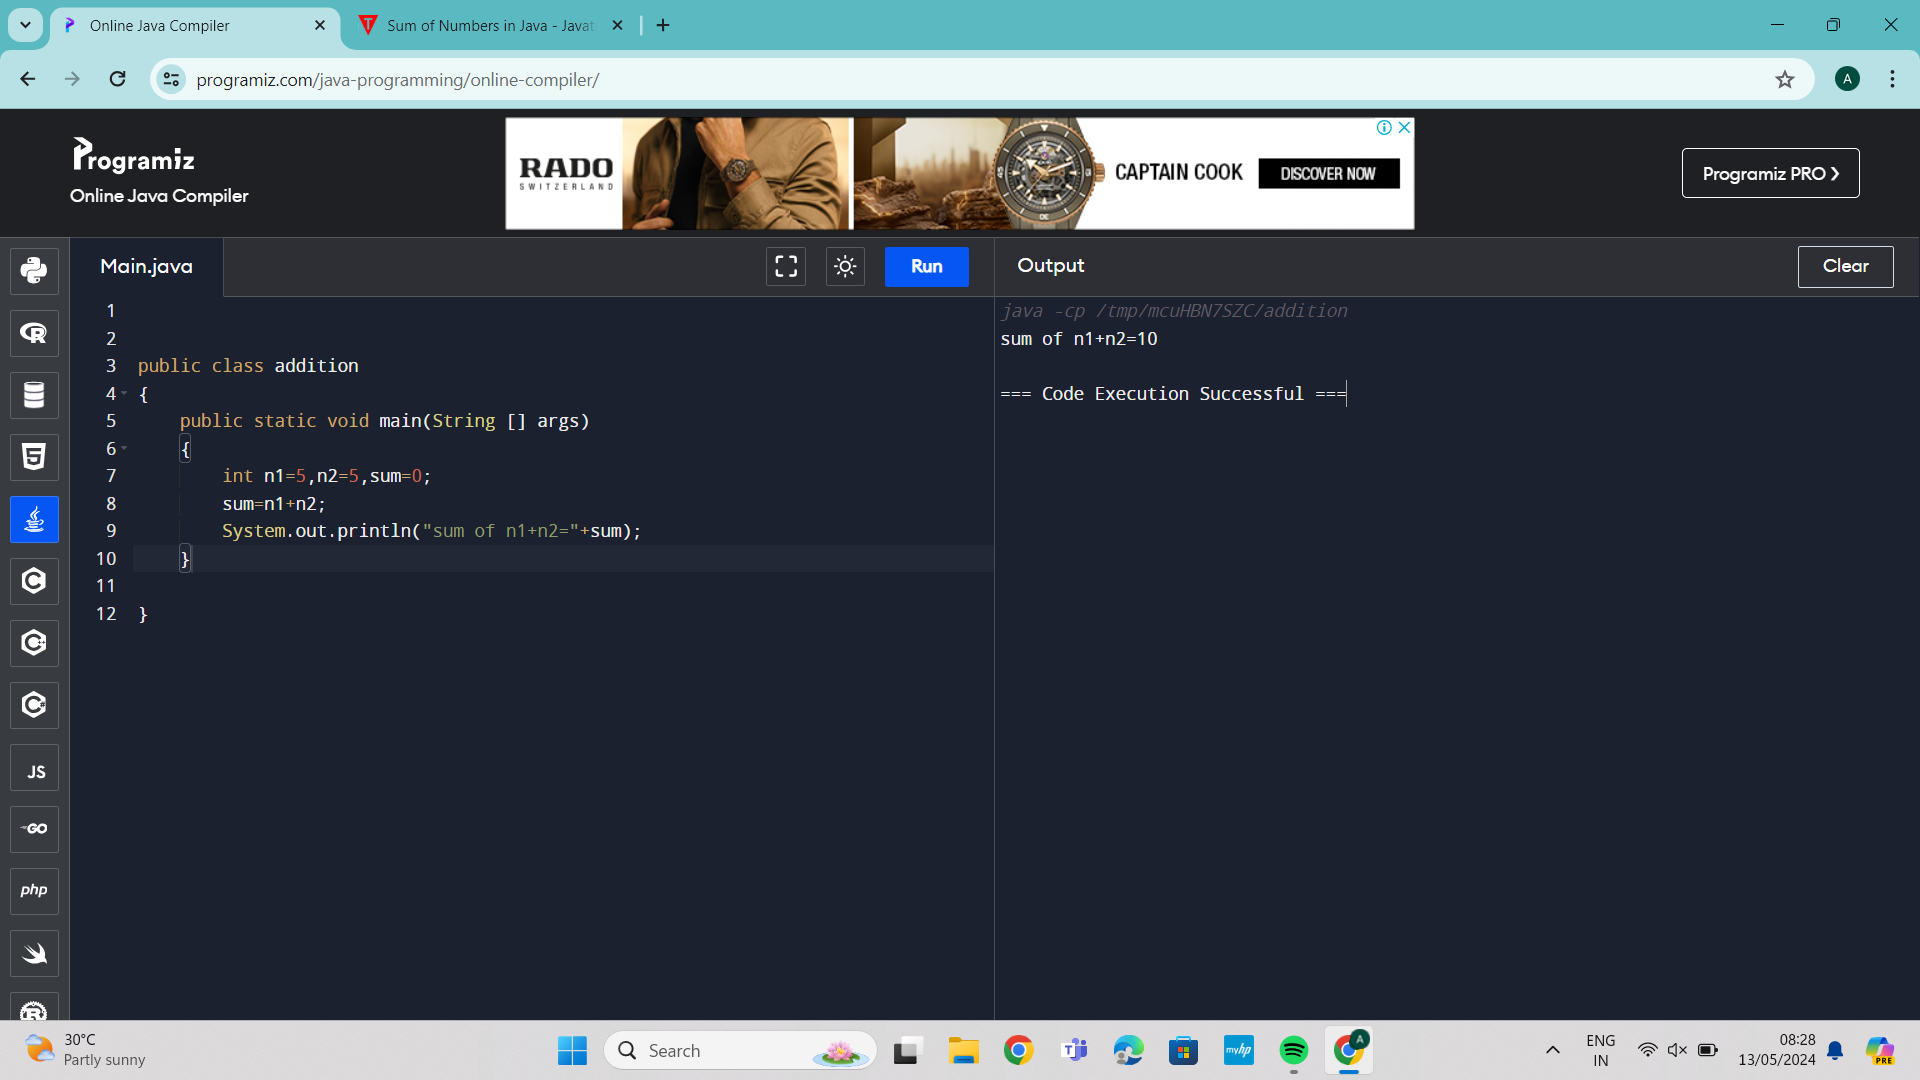 Online Java Compiler
Sum of Numbers in Java - Javat
programiz.com/java-programming/online-compiler/
A
Programiz
Online Java Compiler
RADO
SWITZERLAND
CAPTAIN COOK
DISCOVER NOW
Programiz PRO ❯
Main.java
Run
Output
Clear
1
2
3 public class addition
4 {
5 public static void main(String [] args)
6 {
7 int n1=5,n2=5,sum=0;
8 sum=n1+n2;
9 System.out.println("sum of n1+n2="+sum);
10 }
11
12 }
java -cp /tmp/mcuHBN7SZC/addition
sum of n1+n2=10
=== Code Execution Successful ===
JS
GO
php
30°C
Partly sunny
Search
myhp
A
ENG
IN
08:28
13/05/2024
PRE